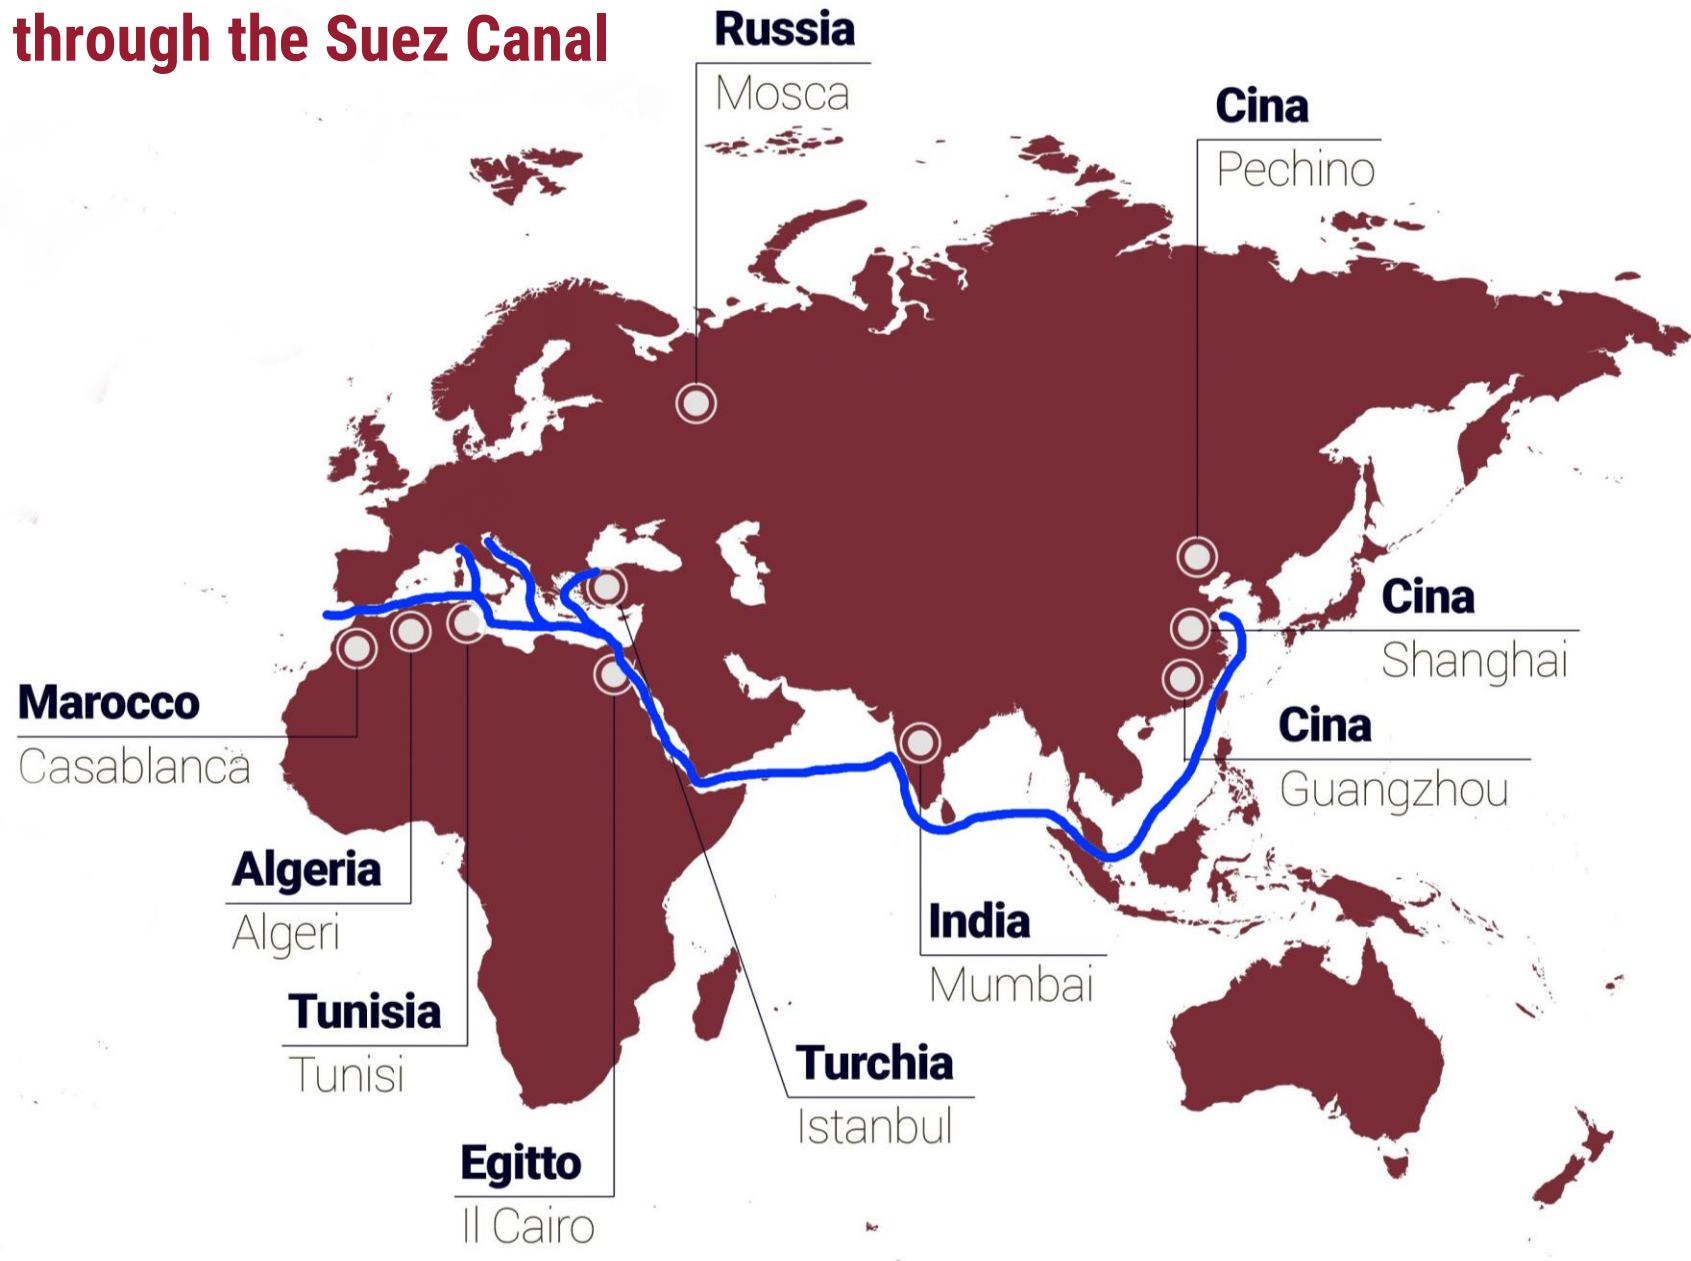 through the Suez Canal
Russia
Mosca
Cina
Pechino
Cina
Shanghai
Marocco
Casablanca
Cina
Guangzhou
Algeria
Algeri
India
Mumbai
Tunisia
Tunisi
Turchia
Istanbul
Egitto
Il Cairo